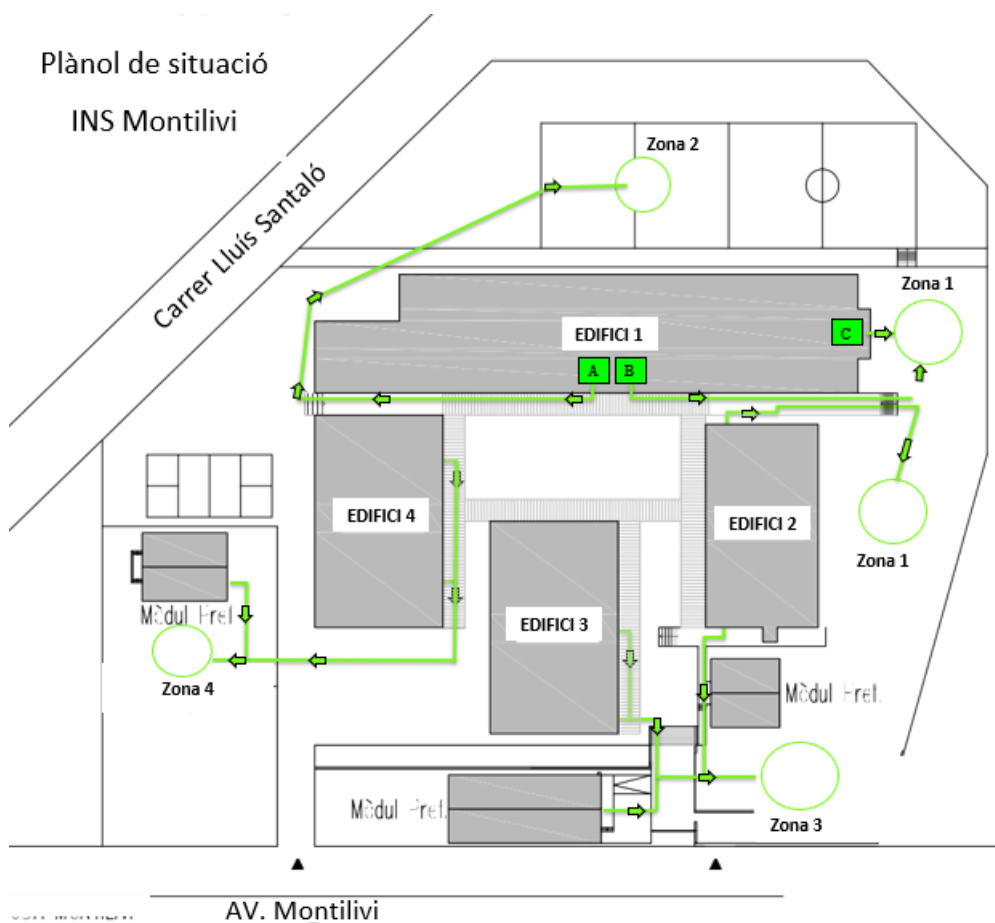 Plànol de situació
INS Montilivi
Carrer Lluís Santaló
Zona 2
Zona 1
EDIFICI 1
C
A
B
EDIFICI 4
EDIFICI 2
Zona 1
EDIFICI 3
Mòdul Pref
Zona 4
Mòdul Pref.
Mòdul Pref.
Zona 3
AV. Montilivi